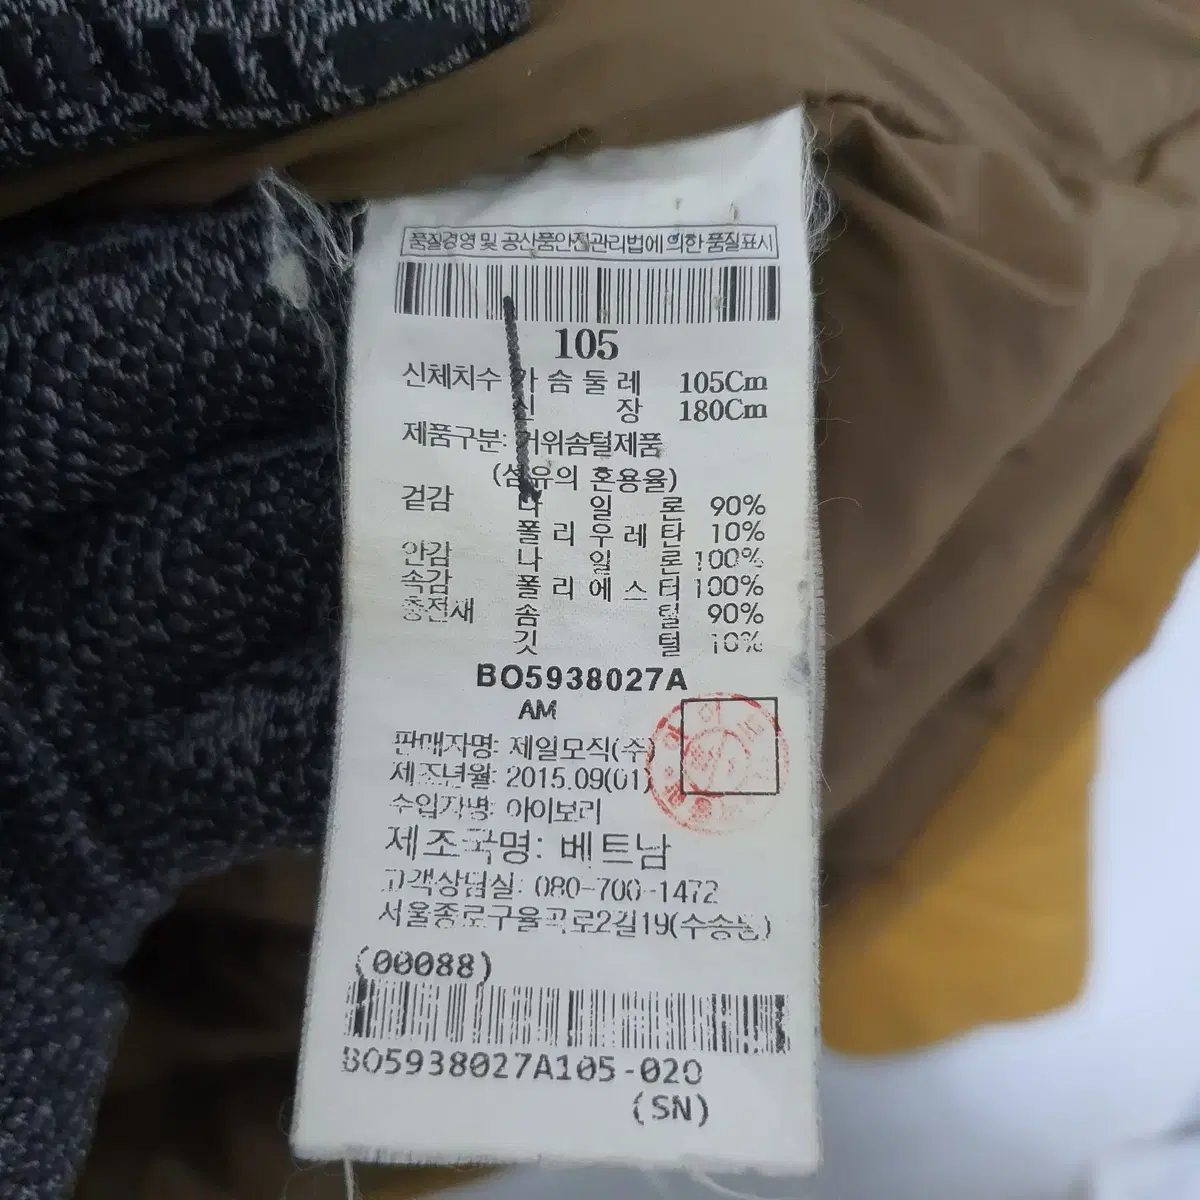 품질경영 및 공산품안전관리법에 의한 품질표시
105
신체치수 가 슴 둘 레 105Cm
신 장 180Cm
제품구분: 거위솜털제품
(섬유의 혼용율)
겉감 나 일 론 90%
폴 리 우 레 탄 10%
안감 나 일 론 100%
속감 폴 리 에 스 터 100%
충전재 솜 털 90%
깃 털 10%
BO5938027A
AM
판매자명: 제일모직(주)
제조년월: 2015.09(01)
수입자명: 아이보리
제조국명: 베트남
고객상담실: 080-700-1472
서울종로구율곡로2길19(수송동)
(00088)
BO5938027A105-020
(SN)